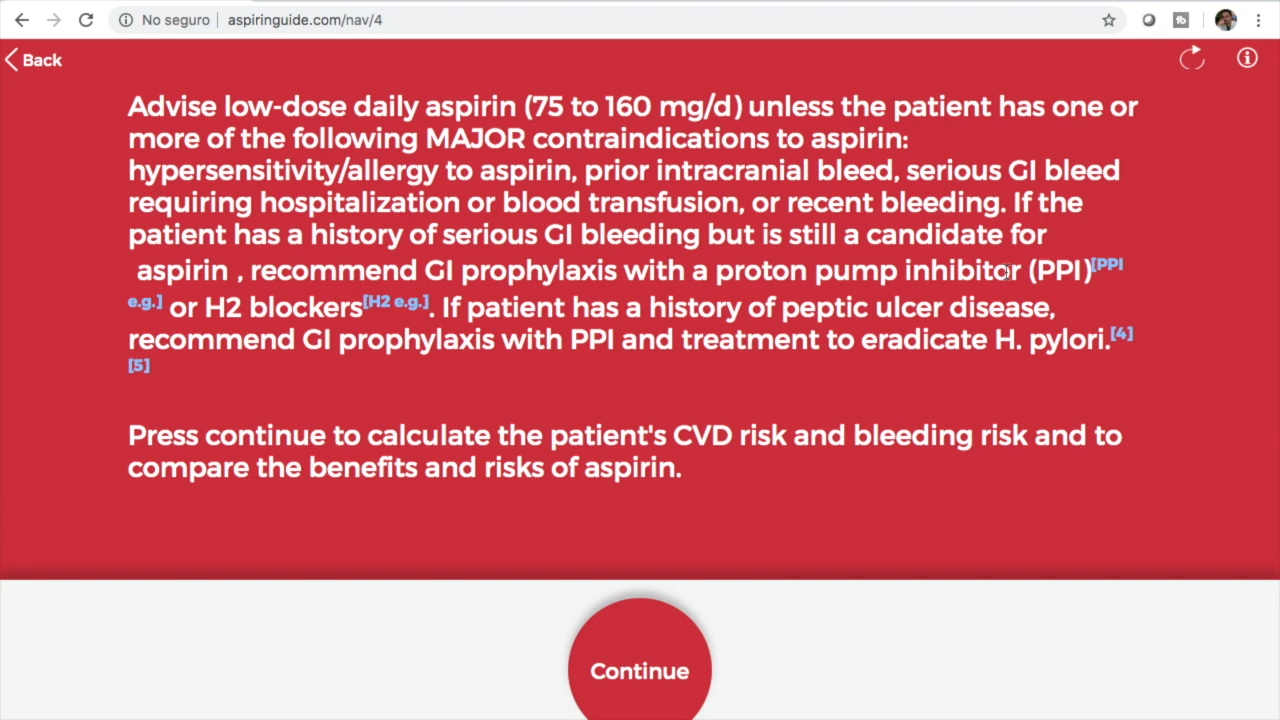 No seguro
aspiringuide.com/nav/4
Back
Advise low-dose daily aspirin (75 to 160 mg/d) unless the patient has one or
more of the following MAJOR contraindications to aspirin:
hypersensitivity/allergy to aspirin, prior intracranial bleed, serious GI bleed
requiring hospitalization or blood transfusion, or recent bleeding. If the
patient has a history of serious GI bleeding but is still a candidate for
aspirin , recommend GI prophylaxis with a proton pump inhibitor (PPI)[PPI
e.g.] or H2 blockers[H2 e.g.]. If patient has a history of peptic ulcer disease,
recommend GI prophylaxis with PPI and treatment to eradicate H. pylori.[4]
[5]
Press continue to calculate the patient's CVD risk and bleeding risk and to
compare the benefits and risks of aspirin.
Continue